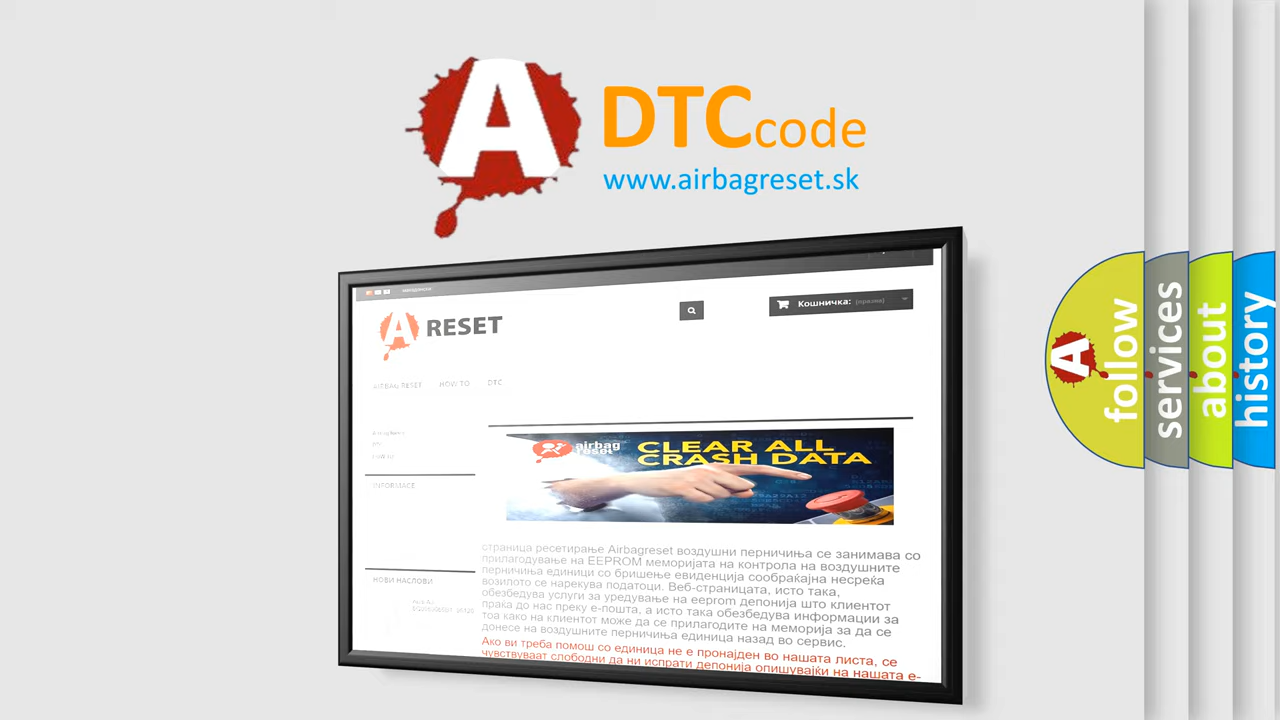 A
DTC code
www.airbagreset.sk
A RESET
Кошничка: (празни)
AIRBAG RESET HOW TO DTC
INFORMACE
airbag reset
CLEAR ALL
CRASH DATA
страница ресетирање Airbagreset воздушни перничиња се занимава со
прилагодување на EEPROM меморијата на контрола на воздушните
перничиња единици со бришење евиденција сообраќајна несреќа
возилото се нарекува податоци. Веб-страницата, исто така,
обезбедува услуги за уредување на eeprom депонија што клиентот
праќа до нас преку е-пошта, а исто така обезбедува информации за
тоа како на клиентот може да се прилагодите на меморија за да се
донесе на воздушните перничиња единица назад во сервис.
Ако ви треба помош со единица не е пронајден во нашата листа, се
чувствуваат слободни да ни испрати депонија опишувајќи на нашата е-
НОВИ НАСЛОВИ
A
follow
services
about
history